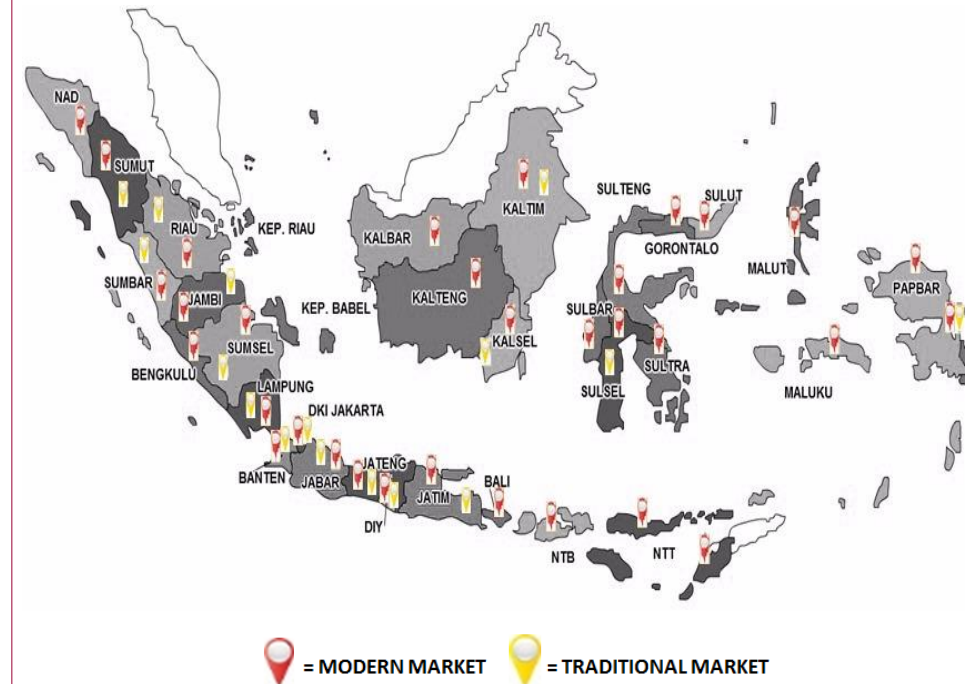 NAD
SUMUT
RIAU
KEP. RIAU
SUMBAR
JAMBI
KEP. BABEL
SUMSEL
BENGKULU
LAMPUNG
DKI JAKARTA
BANTEN
JABAR
JATENG
DIY
JATIM
BALI
NTB
NTT
KALBAR
KALTENG
KALTIM
KALSEL
SULTENG
SULUT
GORONTALO
SULBAR
SULSEL
SULTRA
MALUT
MALUKU
PAPBAR
= MODERN MARKET
= TRADITIONAL MARKET